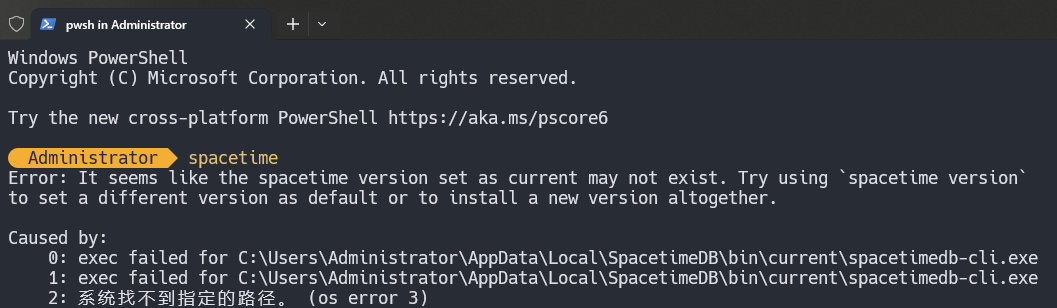 pwsh in Administrator
Windows PowerShell
Copyright (C) Microsoft Corporation. All rights reserved.
Try the new cross-platform PowerShell https://aka.ms/pscore6
Administrator spacetime
Error: It seems like the spacetime version set as current may not exist. Try using `spacetime version`
to set a different version as default or to install a new version altogether.
Caused by:
0: exec failed for C:\Users\Administrator\AppData\Local\SpacetimeDB\bin\current\spacetimedb-cli.exe
1: exec failed for C:\Users\Administrator\AppData\Local\SpacetimeDB\bin\current\spacetimedb-cli.exe
2: 系统找不到指定的路径。 (os error 3)